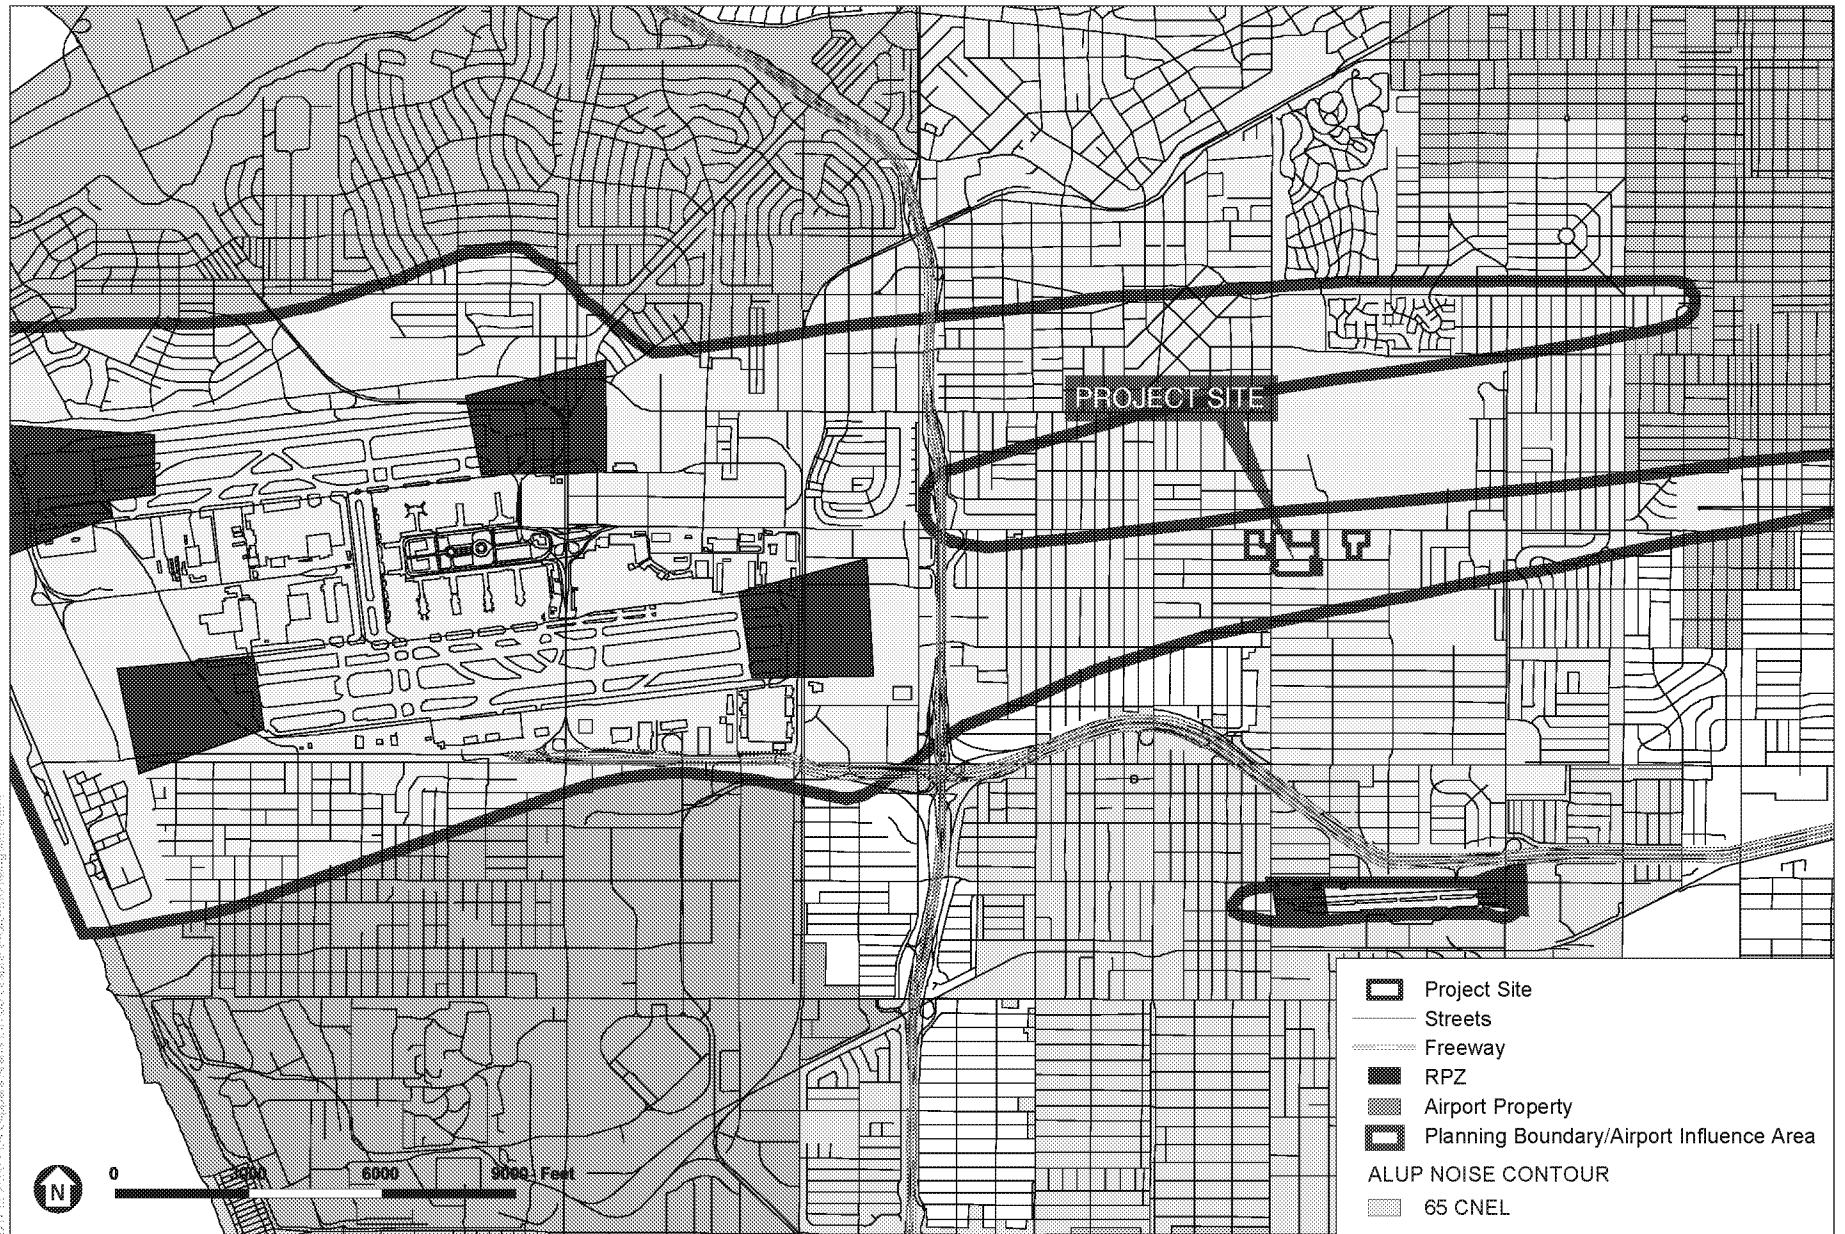 PROJECT SITE
Project Site
Streets
Freeway
RPZ
Airport Property
Planning Boundary/Airport Influence Area
ALUP NOISE CONTOUR
65 CNEL
N
0 3000 6000 9000 Feet